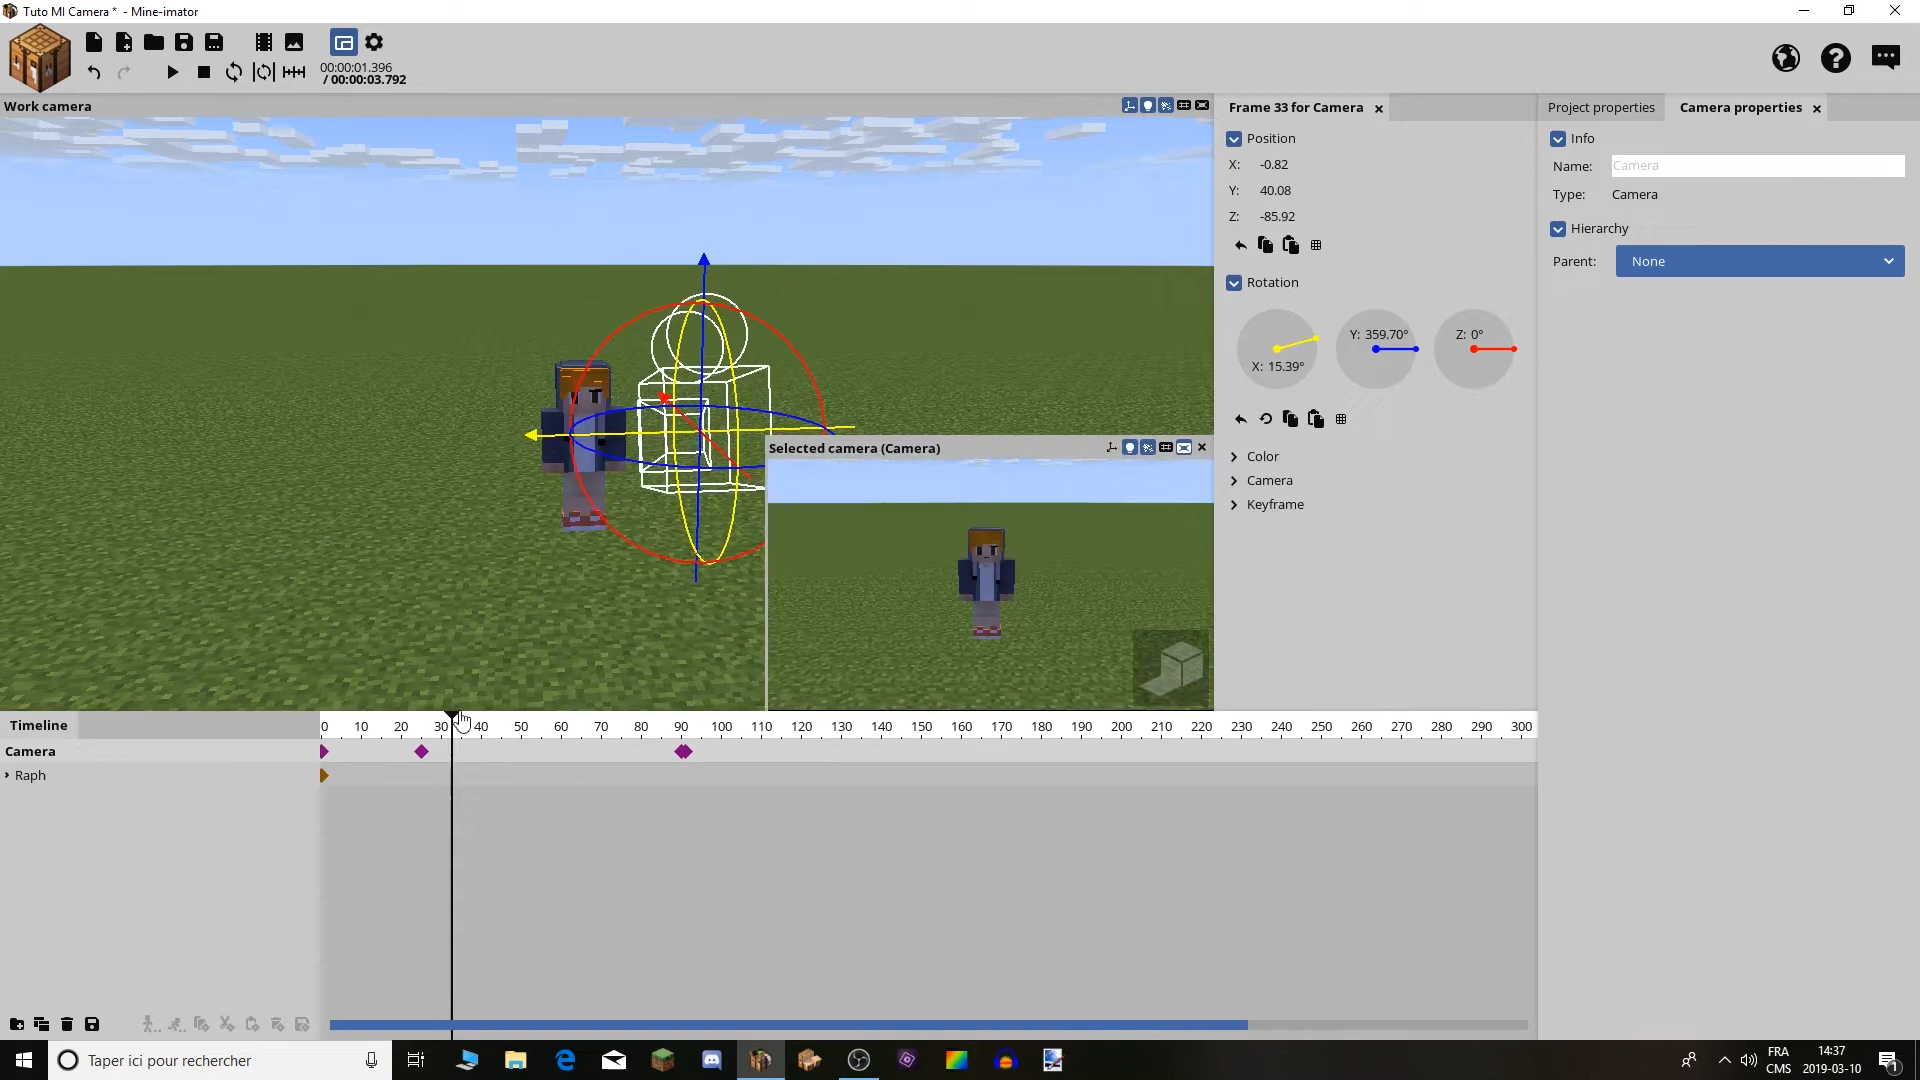 Tuto MI Camera * - Mine-imator
00:00:01.396
/ 00:00:03.792
Work camera
Frame 33 for Camera
Project properties
Camera properties
Position
X: -0.82
Y: 40.08
Z: -85.92
Rotation
X: 15.39°
Y: 359.70°
Z: 0°
Color
Camera
Keyframe
Info
Name: Camera
Type: Camera
Hierarchy
Parent: None
Selected camera (Camera)
Timeline
0 10 20 30 40 50 60 70 80 90 100 110 120 130 140 150 160 170 180 190 200 210 220 230 240 250 260 270 280 290 300
Camera
Raph
Taper ici pour rechercher
FRA
CMS
14:37
2019-03-10
1